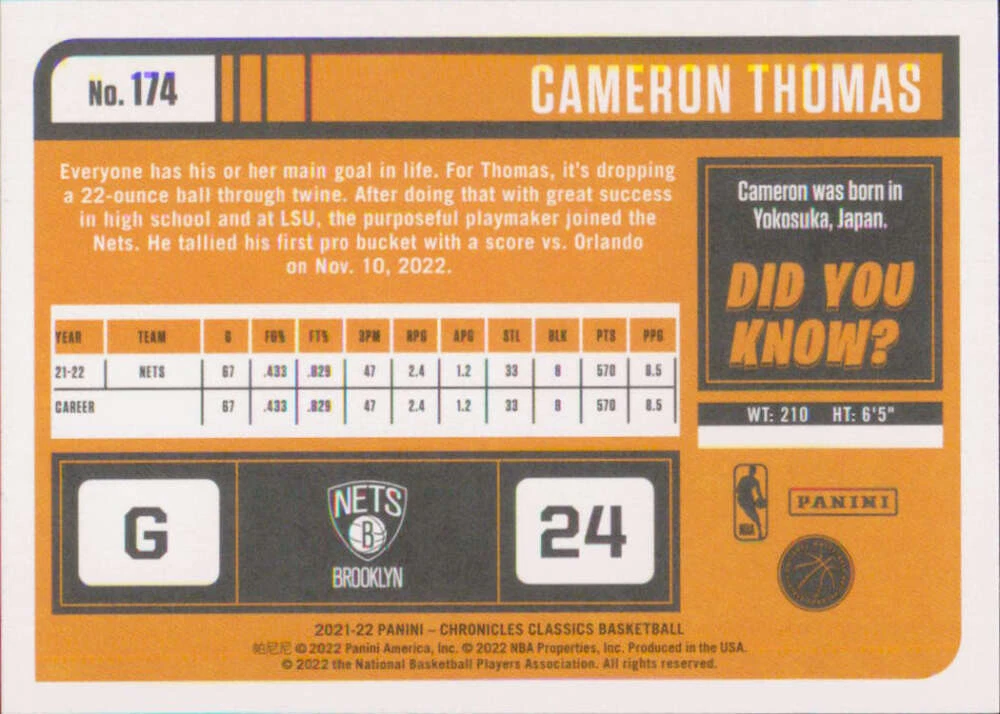 No. 174
CAMERON THOMAS
Everyone has his or her main goal in life. For Thomas, it's dropping
a 22-ounce ball through twine. After doing that with great success
in high school and at LSU, the purposeful playmaker joined the
Nets. He tallied his first pro bucket with a score vs. Orlando
on Nov. 10, 2022.
Cameron was born in
Yokosuka, Japan.
DID YOU
KNOW?
YEAR TEAM G FG% FT% 3PM RPG APG STL BLK PTS PPG
21-22 NETS 67 .433 .829 47 2.4 1.2 33 8 570 8.5
CAREER 67 .433 .829 47 2.4 1.2 33 8 570 8.5
WT: 210 HT: 6'5"
G
NETS
B
BROOKLYN
24
NBA
PANINI
2021-22 PANINI – CHRONICLES CLASSICS BASKETBALL
帕尼尼 © 2022 Panini America, Inc. © 2022 NBA Properties, Inc. Produced in the USA.
© 2022 the National Basketball Players Association. All rights reserved.